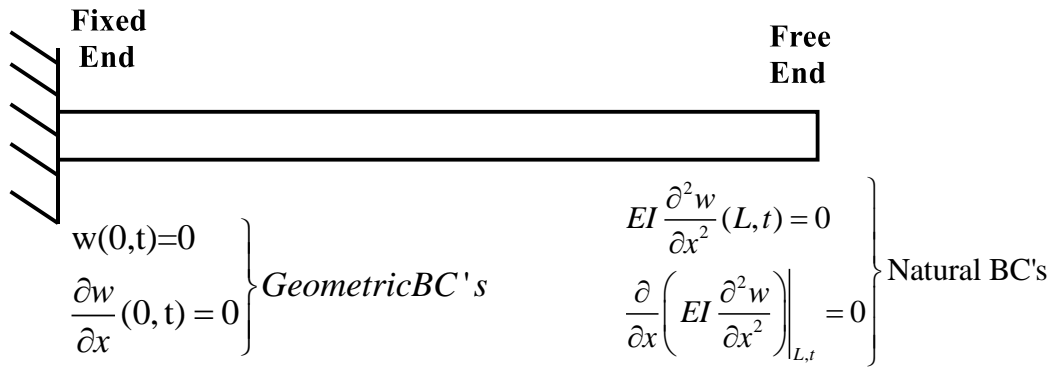 Fixed
End
Free
End
w(0,t)=0
∂w/∂x (0, t) = 0
GeometricBC ' s
EI ∂²w/∂x² (L, t) = 0
∂/∂x (EI ∂²w/∂x²)|L,t = 0
Natural BC's